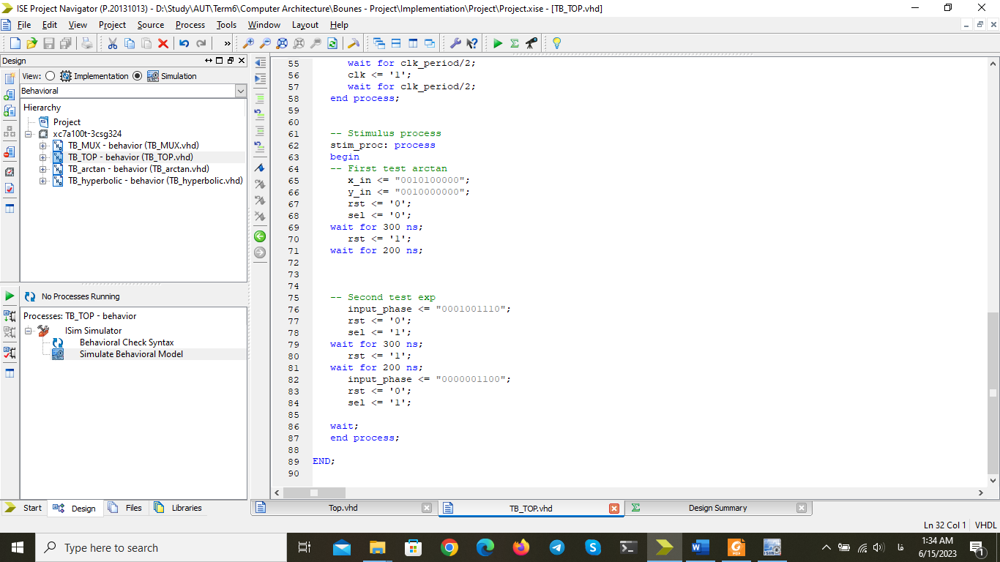 ISE Project Navigator (P.20131013) - D:\Study\AUT\Term6\Computer Architecture\Bounes - Project\Implementiation\Project\Project.xise - [TB_TOP.vhd]
File Edit View Project Source Process Tools Window Layout Help
Design
View: Implementation Simulation
Behavioral
Hierarchy
Project
xc7a100t-3csg324
TB_MUX - behavior (TB_MUX.vhd)
TB_TOP - behavior (TB_TOP.vhd)
TB_arctan - behavior (TB_arctan.vhd)
TB_hyperbolic - behavior (TB_hyperbolic.vhd)
No Processes Running
Processes: TB_TOP - behavior
ISim Simulator
Behavioral Check Syntax
Simulate Behavioral Model
Start Design Files Libraries
55 wait for clk_period/2;
56 clk <= '1';
57 wait for clk_period/2;
58 end process;
59
60
61 -- Stimulus process
62 stim_proc: process
63 begin
64 -- First test arctan
65 x_in <= "0010100000";
66 y_in <= "0010000000";
67 rst <= '0';
68 sel <= '0';
69 wait for 300 ns;
70 rst <= '1';
71 wait for 200 ns;
72
73
74
75 -- Second test exp
76 input_phase <= "0001001110";
77 rst <= '0';
78 sel <= '1';
79 wait for 300 ns;
80 rst <= '1';
81 wait for 200 ns;
82 input_phase <= "0000001100";
83 rst <= '0';
84 sel <= '1';
85
86 wait;
87 end process;
88
89 END;
90
Top.vhd TB_TOP.vhd Design Summary
Ln 32 Col 1 VHDL
Type here to search
فا
1:34 AM
6/15/2023
1